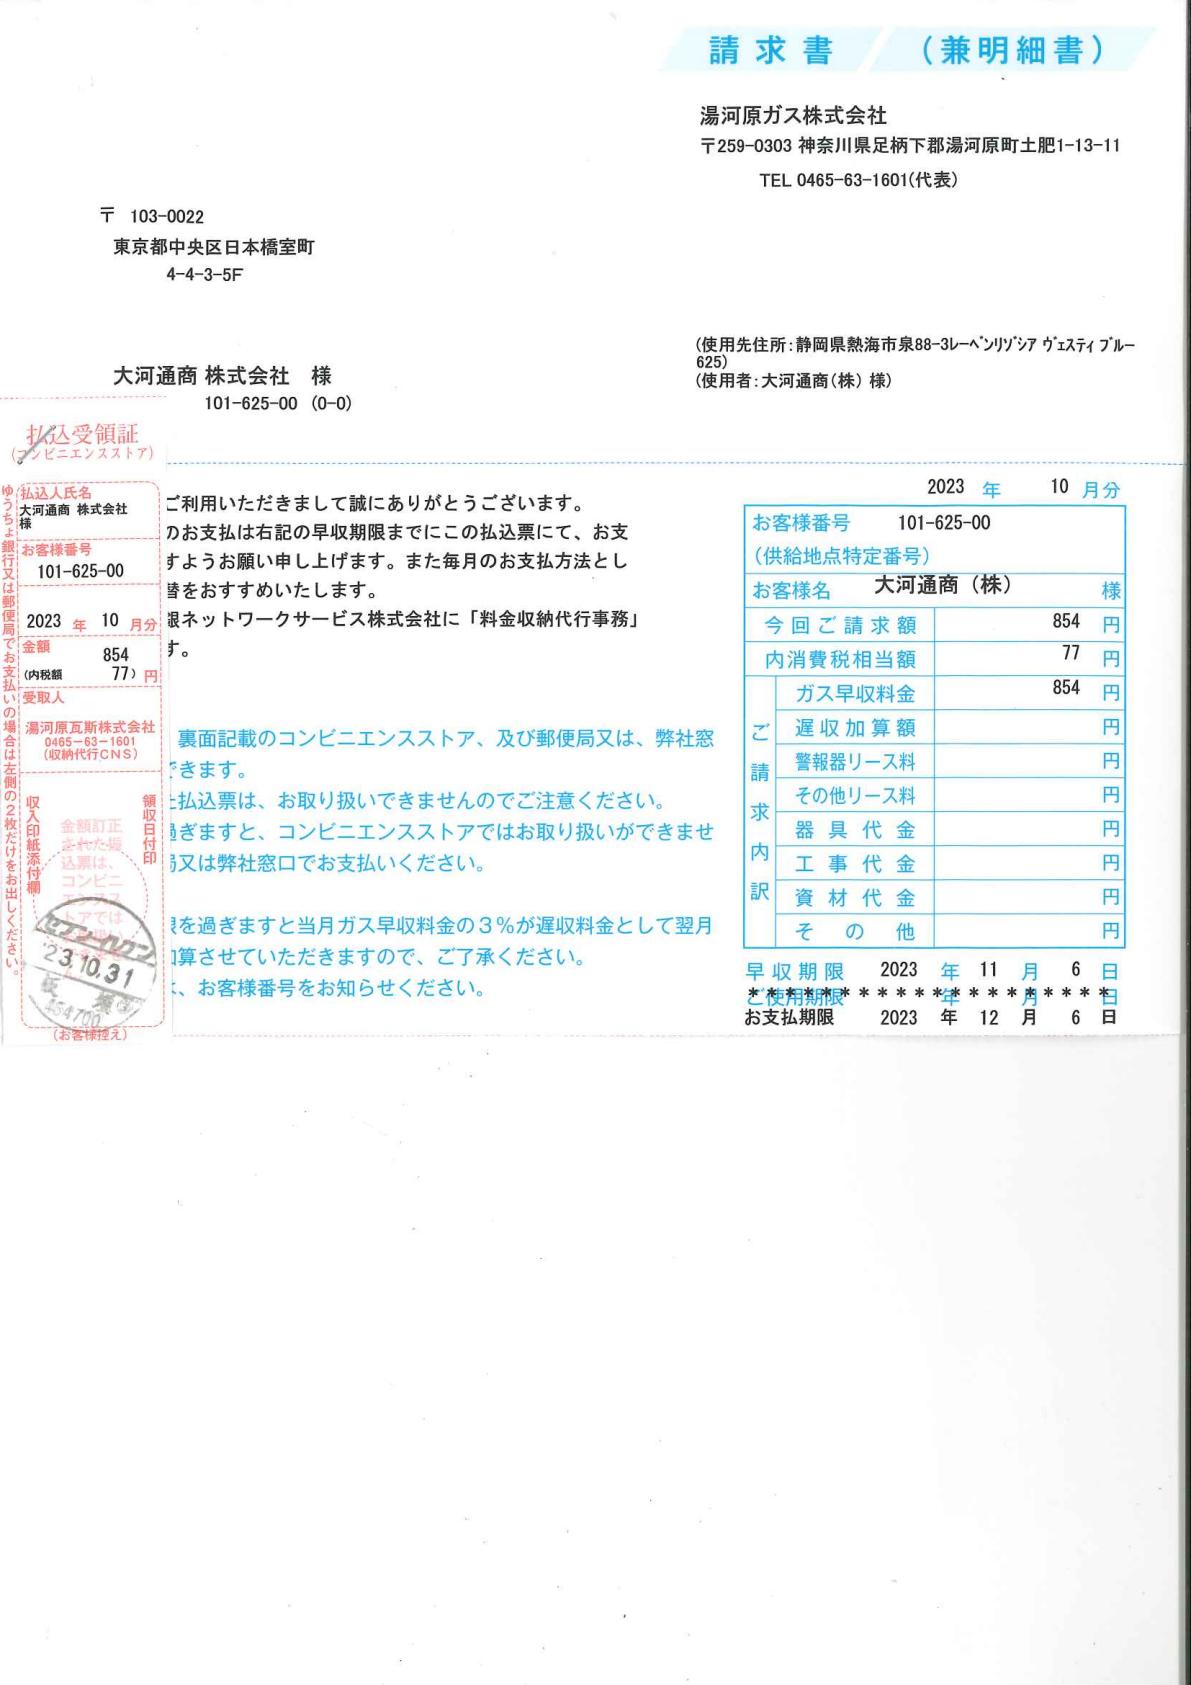 請求書 (兼明細書)
湯河原ガス株式会社
〒259-0303 神奈川県足柄下郡湯河原町土肥1-13-11
TEL 0465-63-1601(代表)
〒 103-0022
東京都中央区日本橋室町
4-4-3-5F
(使用先住所:静岡県熱海市泉88-3レーベンリゾシア ヴェスティブルー
625)
(使用者:大河通商(株) 様)
大河通商 株式会社 様
101-625-00 (0-0)
払込受領証
(コンビニエンスストア)
ゆうちょ銀行又は郵便局でお支払いの場合は左側の2枚だけをお出しください。
払込人氏名
大河通商 株式会社
様
お客様番号
101-625-00
2023 年 10 月分
金額
854
(内税額 77) 円
受取人
湯河原瓦斯株式会社
0465-63-1601
(収納代行CNS)
収入印紙添付欄
領収日付印
金額訂正
された振
込票は、
コンビニ
エンスス
トアでは
セブンイレブン
23.10.31
454700
(お客様控え)
ご利用いただきまして誠にありがとうございます。
のお支払は右記の早収期限までにこの払込票にて、お支
すようお願い申し上げます。また毎月のお支払方法とし
替をおすすめいたします。
ネットワークサービス株式会社に「料金収納代行事務」
す。
裏面記載のコンビニエンスストア、及び郵便局又は、弊社窓
できます。
払込票は、お取り扱いできませんのでご注意ください。
過ぎますと、コンビニエンスストアではお取り扱いができませ
局又は弊社窓口でお支払いください。
を過ぎますと当月ガス早収料金の3%が遅収料金として翌月
加算させていただきますので、ご了承ください。
、お客様番号をお知らせください。
2023 年 10 月分
お客様番号 101-625-00
(供給地点特定番号)
お客様名 大河通商(株) 様
今回ご請求額 854 円
内消費税相当額 77 円
ご請求内訳
ガス早収料金 854 円
遅収加算額 円
警報器リース料 円
その他リース料 円
器具代金 円
工事代金 円
資材代金 円
その他 円
早収期限 2023 年 11 月 6 日
ご使用期限 年 月 日
********************
お支払期限 2023 年 12 月 6 日